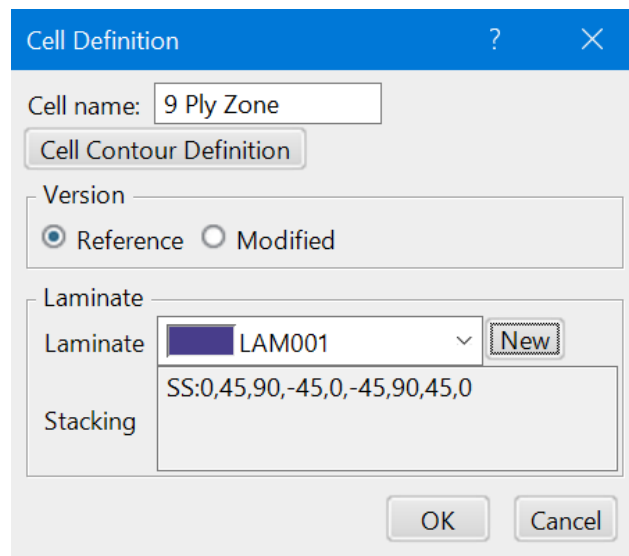 Cell Definition ?
Cell name: 9 Ply Zone
Cell Contour Definition
Version
Reference Modified
Laminate
Laminate LAM001 New
SS:0,45,90,-45,0,-45,90,45,0
Stacking
OK Cancel